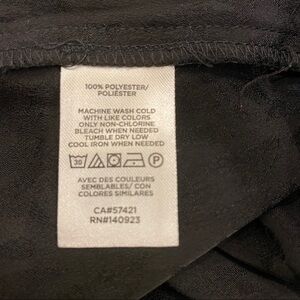 100% POLYESTER/
POLIÉSTER
MACHINE WASH COLD
WITH LIKE COLORS
ONLY NON-CHLORINE
BLEACH WHEN NEEDED
TUMBLE DRY LOW
COOL IRON WHEN NEEDED
30 P
AVEC DES COULEURS
SEMBLABLES/ CON
COLORES SIMILARES
CA#57421
RN#140923